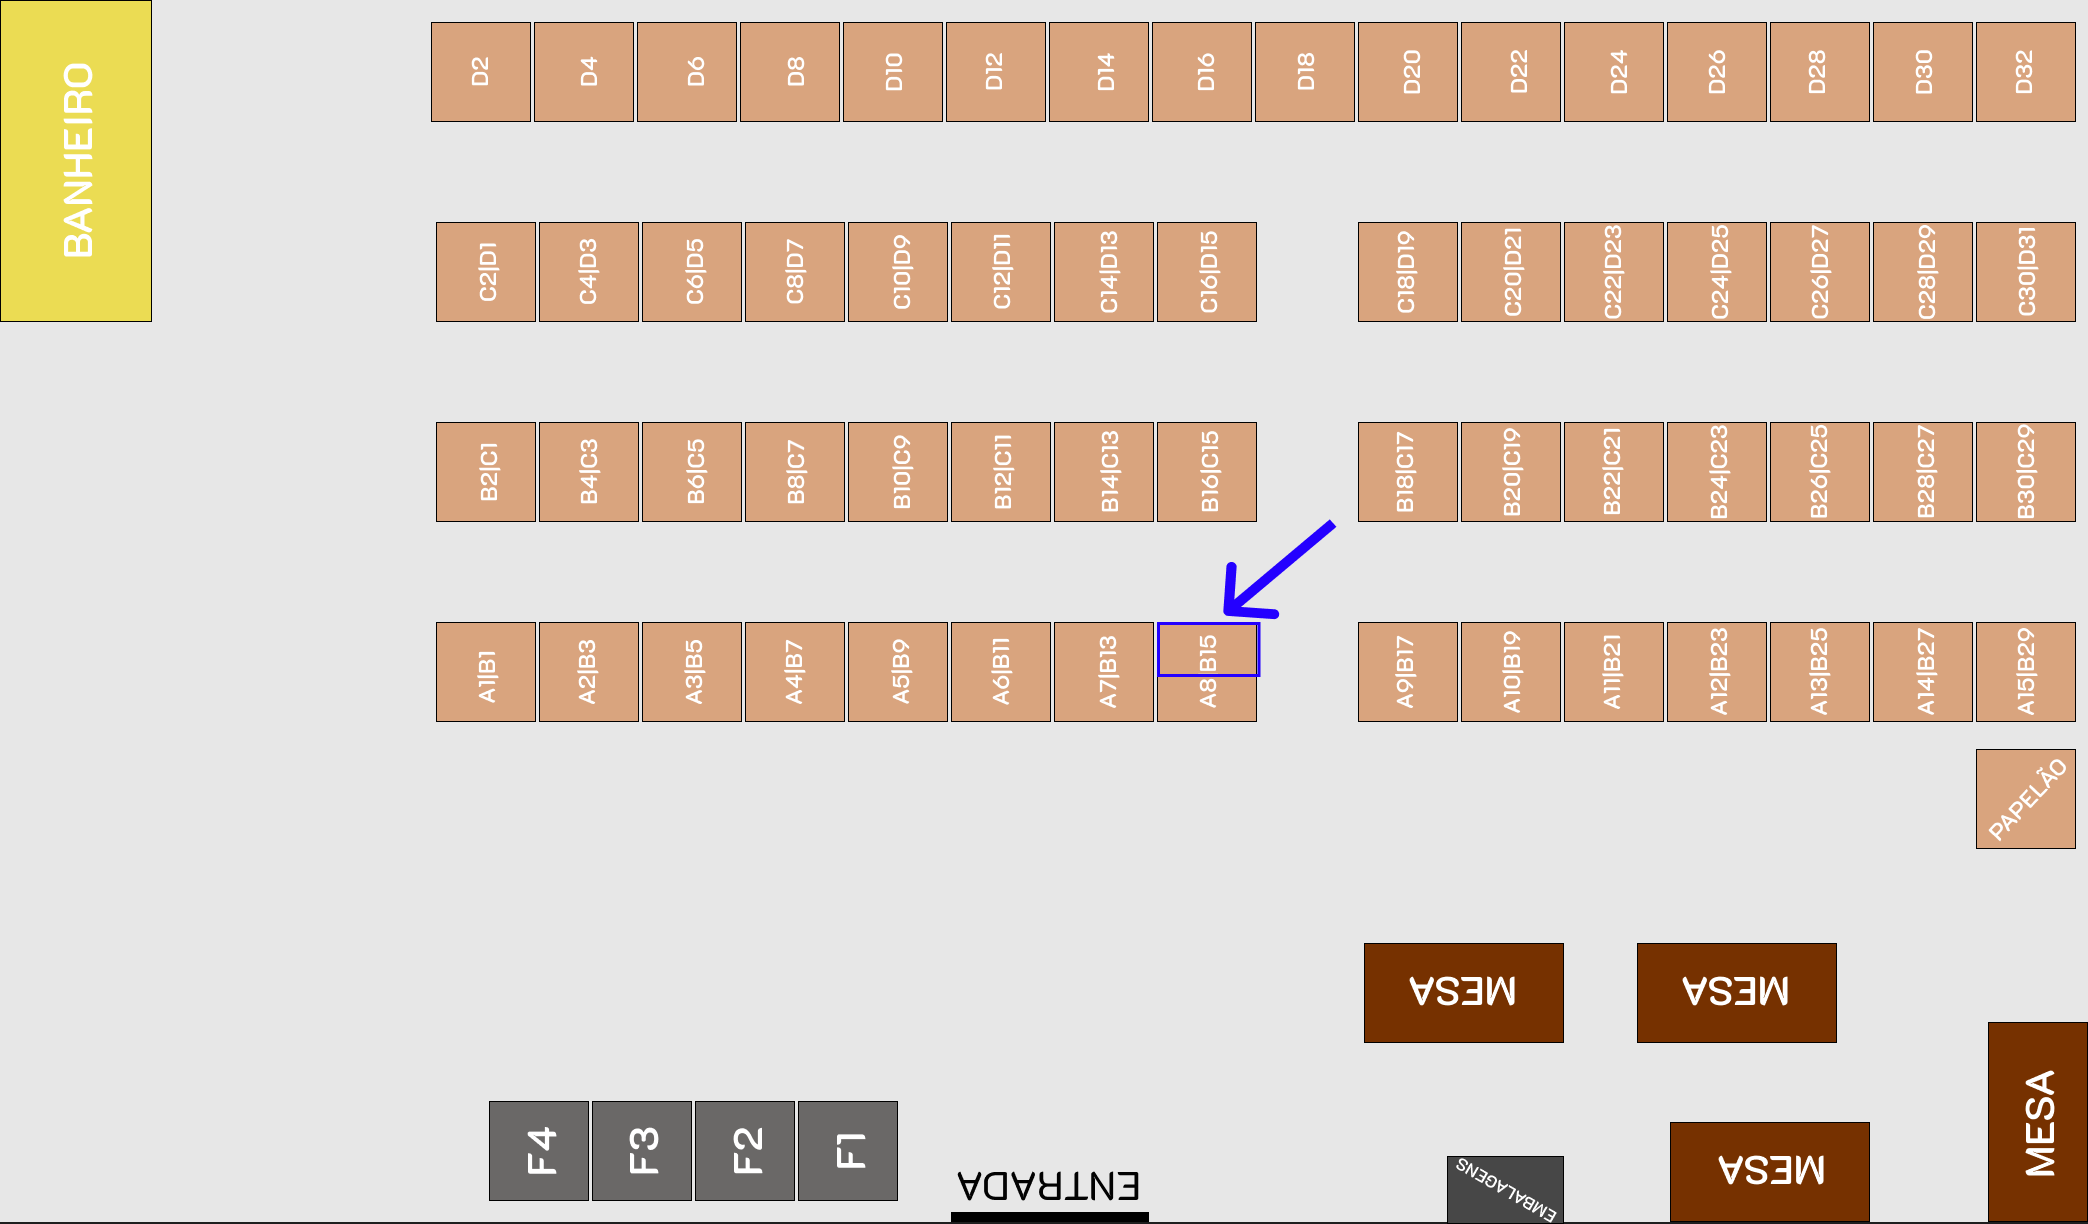 BANHEIRO
D2
D4
D6
D8
D10
D12
D14
D16
D18
D20
D22
D24
D26
D28
D30
D32
C2|D1
C4|D3
C6|D5
C8|D7
C10|D9
C12|D11
C14|D13
C16|D15
C18|D19
C20|D21
C22|D23
C24|D25
C26|D27
C28|D29
C30|D31
B2|C1
B4|C3
B6|C5
B8|C7
B10|C9
B12|C11
B14|C13
B16|C15
B18|C17
B20|C19
B22|C21
B24|C23
B26|C25
B28|C27
B30|C29
A1|B1
A2|B3
A3|B5
A4|B7
A5|B9
A6|B11
A7|B13
A8|B15
A9|B17
A10|B19
A11|B21
A12|B23
A13|B25
A14|B27
A15|B29
PAPELÃO
MESA
MESA
MESA
MESA
F4
F3
F2
F1
ENTRADA
EMBALAGENS